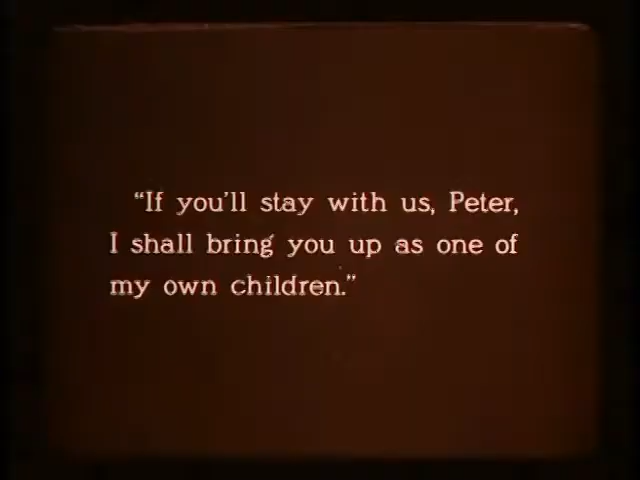 “If you'll stay with us, Peter,
I shall bring you up as one of
my own children.”